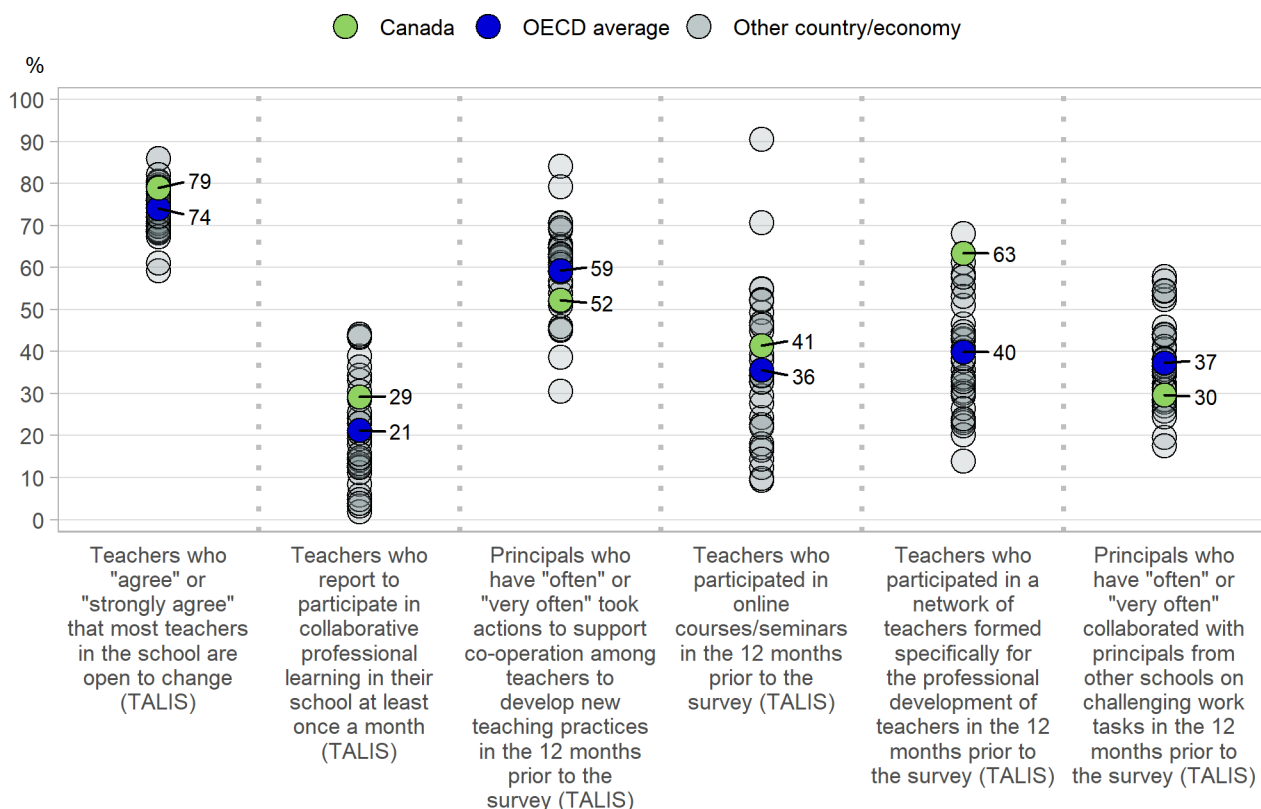 Canada OECD average Other country/economy
%
100
90
80
70
60
50
40
30
20
10
0
79
74
29
21
59
52
41
36
63
40
37
30
Teachers who
"agree" or
"strongly agree"
that most teachers
in the school are
open to change
(TALIS)
Teachers who
report to
participate in
collaborative
professional
learning in their
school at least
once a month
(TALIS)
Principals who
have "often" or
"very often" took
actions to support
co-operation among
teachers to
develop new
teaching practices
in the 12 months
prior to the
survey (TALIS)
Teachers who
participated in
online
courses/seminars
in the 12 months
prior to the
survey (TALIS)
Teachers who
participated in a
network of
teachers formed
specifically for
the professional
development of
teachers in the 12
months prior to
the survey (TALIS)
Principals who
have "often" or
"very often"
collaborated with
principals from
other schools on
challenging work
tasks in the 12
months prior to
the survey (TALIS)